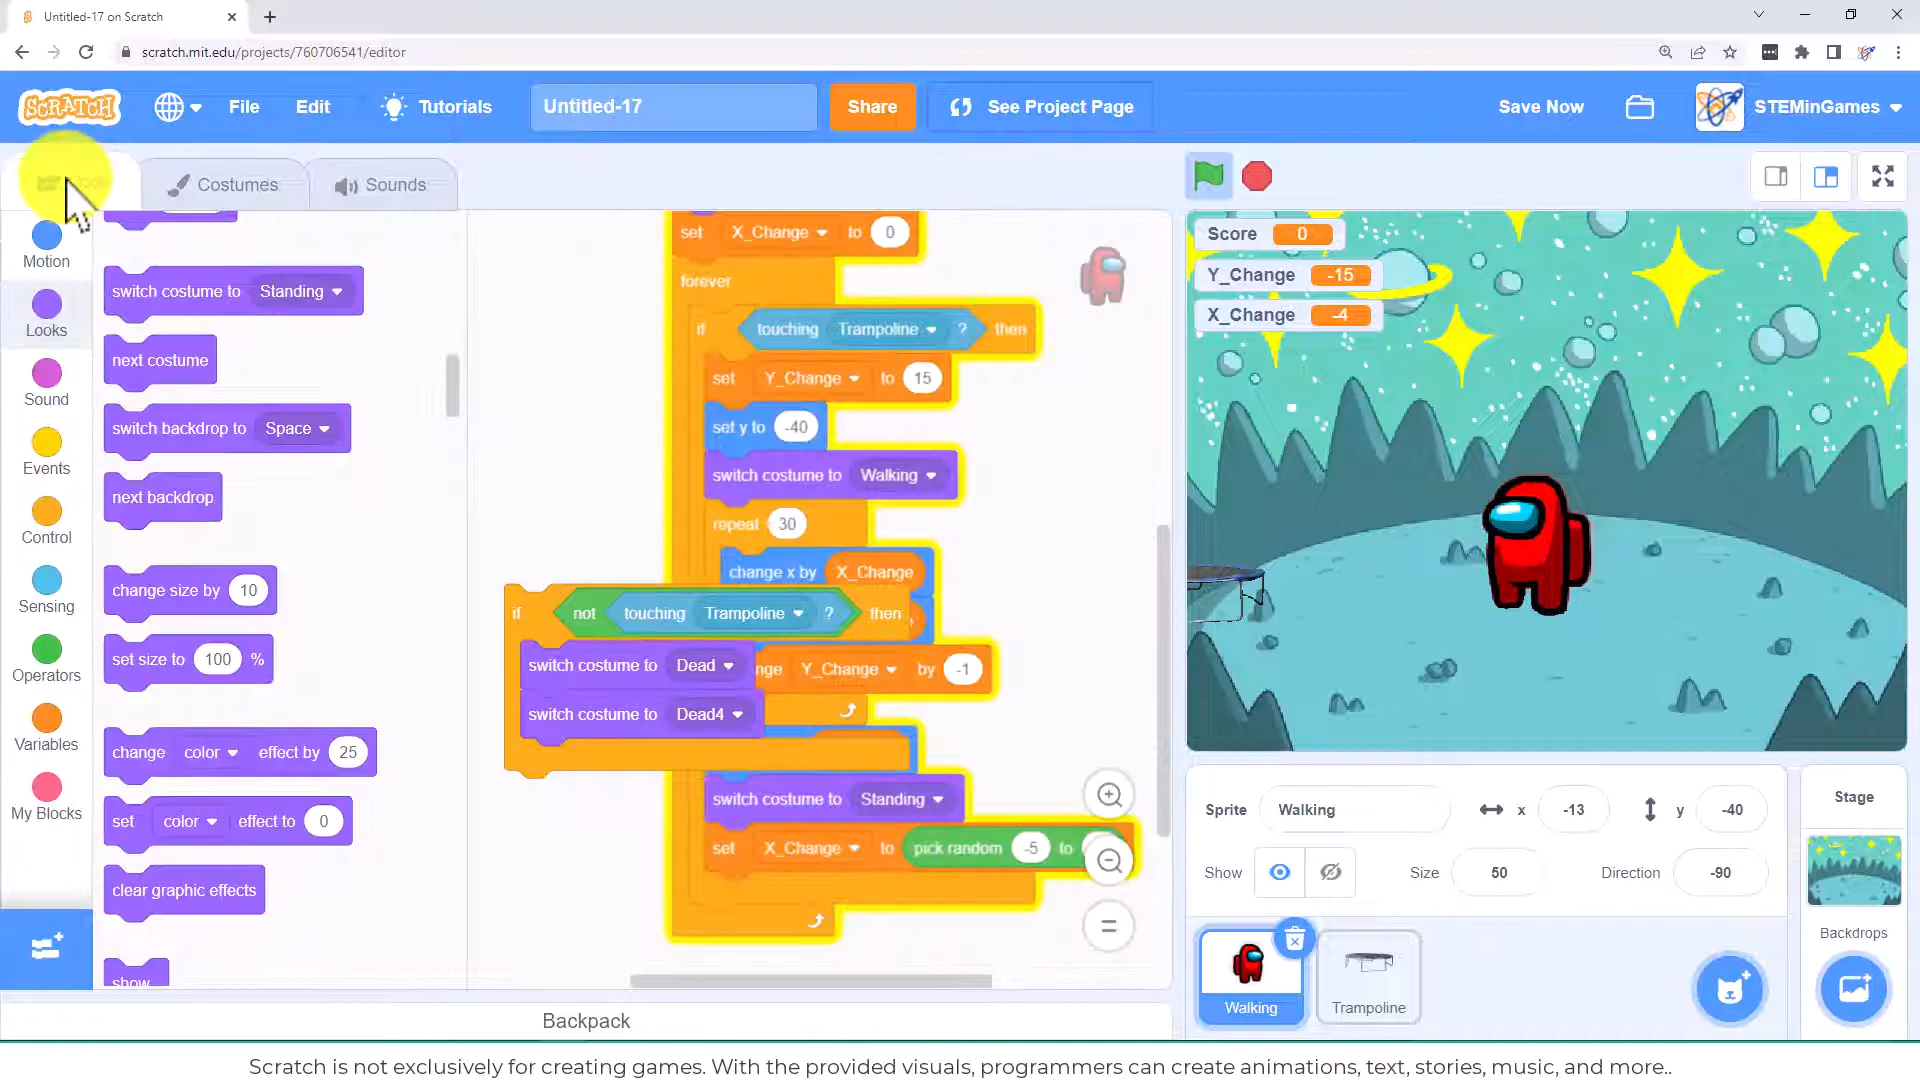 Untitled-17 on Scratch
scratch.mit.edu/projects/760706541/editor
SCRATCH
File
Edit
Tutorials
Untitled-17
Share
See Project Page
Save Now
STEMinGames
Costumes
Sounds
Motion
Looks
Sound
Events
Control
Sensing
Operators
Variables
My Blocks
switch costume to Standing
next costume
switch backdrop to Space
next backdrop
change size by 10
set size to 100 %
change color effect by 25
set color effect to 0
clear graphic effects
show
set X_Change to 0
forever
if touching Trampoline ? then
set Y_Change to 15
set y to -40
switch costume to Walking
repeat 30
change x by X_Change
if not touching Trampoline ? then
switch costume to Dead
nge Y_Change by -1
switch costume to Dead4
switch costume to Standing
set X_Change to pick random -5 to
Score 0
Y_Change -15
X_Change -4
Sprite Walking x -13 y -40
Show Size 50 Direction -90
Walking
Trampoline
Stage
Backdrops
Backpack
Scratch is not exclusively for creating games. With the provided visuals, programmers can create animations, text, stories, music, and more..